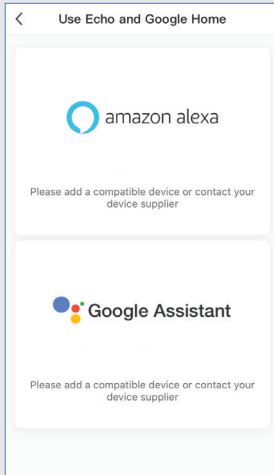 Use Echo and Google Home
amazon alexa
Please add a compatible device or contact your
device supplier
Google Assistant
Please add a compatible device or contact your
device supplier